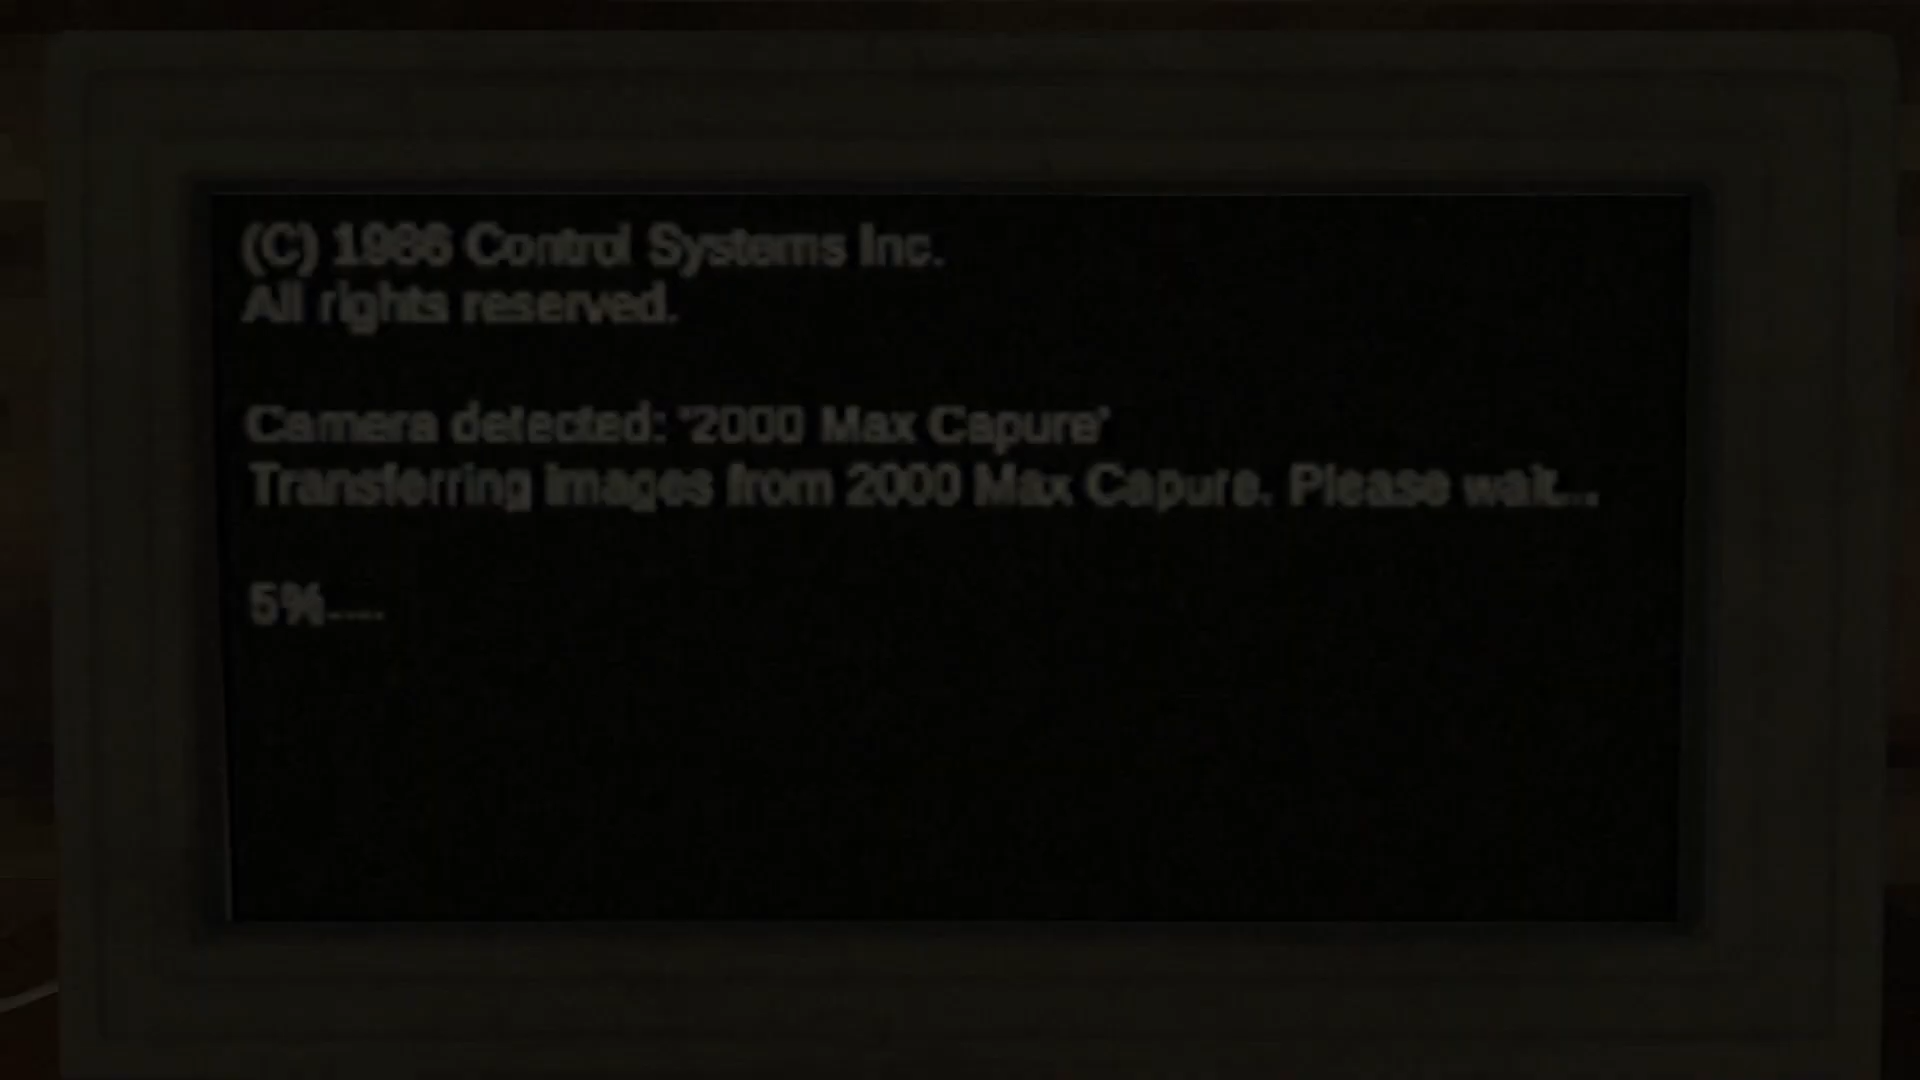 (C) 1986 Control Systems Inc.
All rights reserved.
Camera detected: '2000 Max Capure'
Transferring images from 2000 Max Capure. Please wait...
5%....